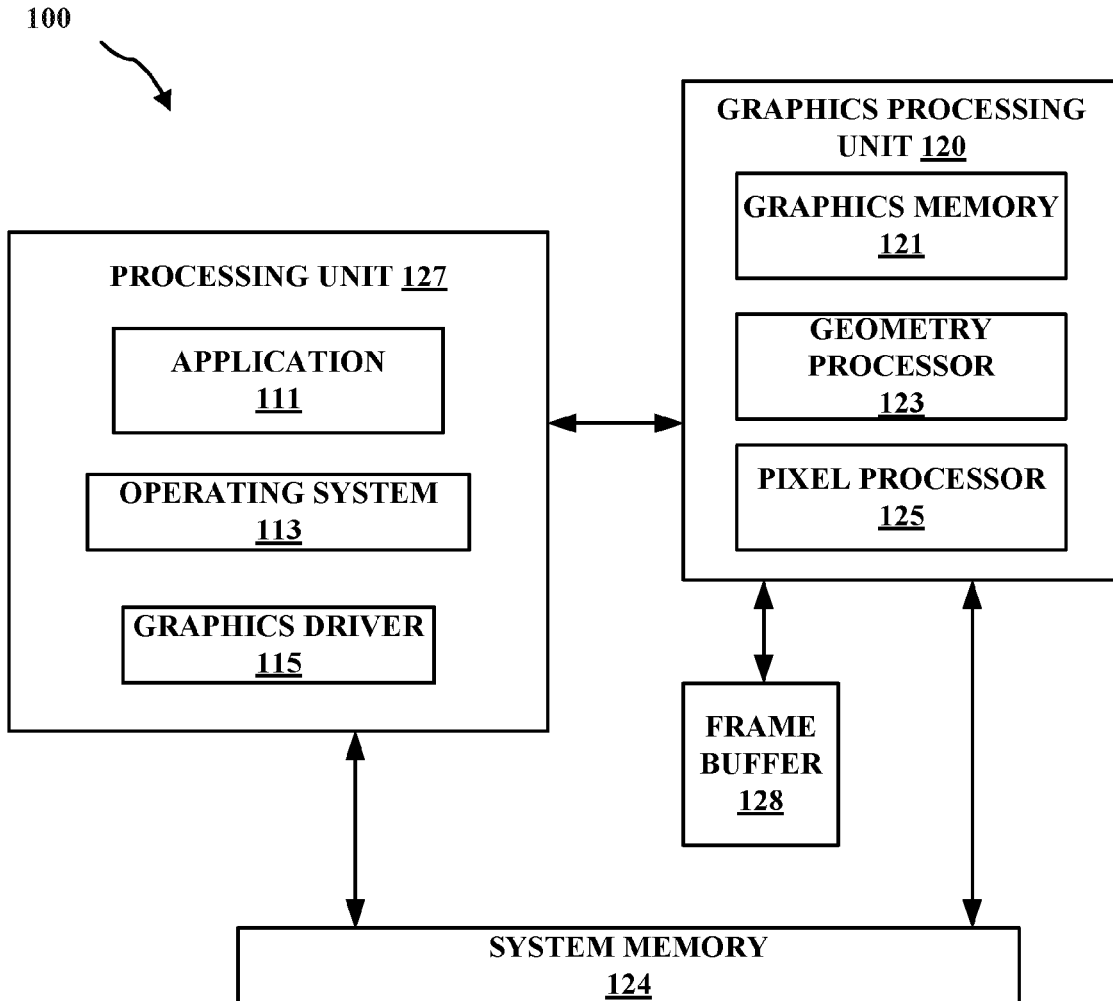 100
GRAPHICS PROCESSING
UNIT 120
GRAPHICS MEMORY
121
GEOMETRY
PROCESSOR
123
PIXEL PROCESSOR
125
PROCESSING UNIT 127
APPLICATION
111
OPERATING SYSTEM
113
GRAPHICS DRIVER
115
FRAME
BUFFER
128
SYSTEM MEMORY
124